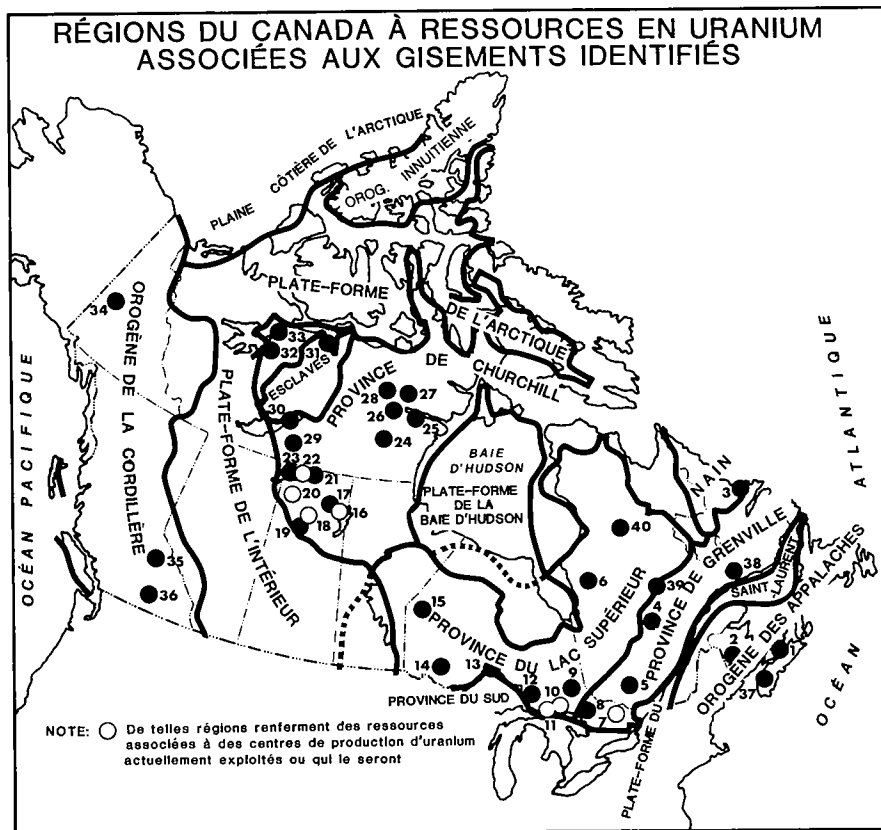 RÉGIONS DU CANADA À RESSOURCES EN URANIUM
ASSOCIÉES AUX GISEMENTS IDENTIFIÉS
PLAINE CÔTIÈRE DE L'ARCTIQUE
OROG. INNUITIENNE
PLATE-FORME
DE L'ARCTIQUE
34
OROGÈNE DE LA CORDILLÈRE
PLATE-FORME DE L'INTÉRIEUR
OCÉAN PACIFIQUE
33
32
31
ESCLAVES
PROVINCE
DE
CHURCHILL
28
27
26
25
24
30
29
23
22
21
20
17
16
19
18
BAIE
D'HUDSON
PLATE-FORME
DE LA
BAIE D'HUDSON
NAIN
3
40
6
39
4
38
35
36
15
14
13
PROVINCE DU LAC SUPÉRIEUR
PROVINCE DE GRENVILLE
SAINT-LAURENT
OROGÈNE DES APPALACHES
OCÉAN
ATLANTIQUE
2
1
37
PROVINCE DU SUD
12
10
9
11
8
7
5
PLATE-FORME DU
NOTE: De telles régions renferment des ressources
associées à des centres de production d'uranium
actuellement exploités ou qui le seront